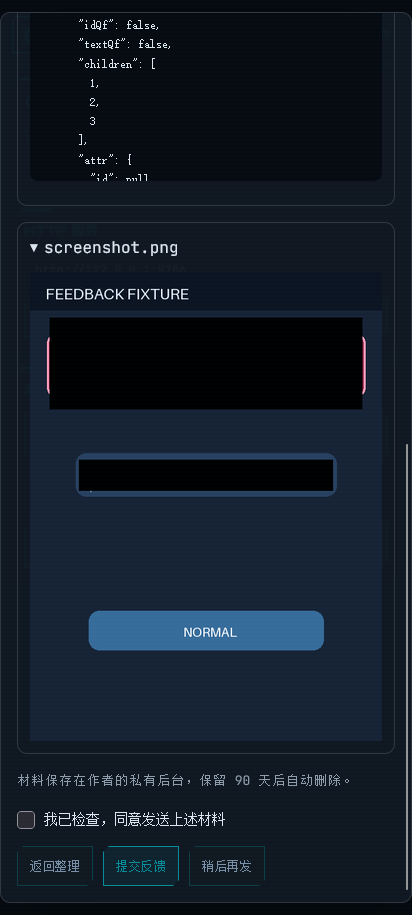 "idQf": false,
"textQf": false,
"children": [
1,
2,
3
],
"attr": {
"id": null
▼ screenshot.png
FEEDBACK FIXTURE
NORMAL
材料保存在作者的私有后台，保留 90 天后自动删除。
我已检查，同意发送上述材料
返回整理
提交反馈
稍后再发